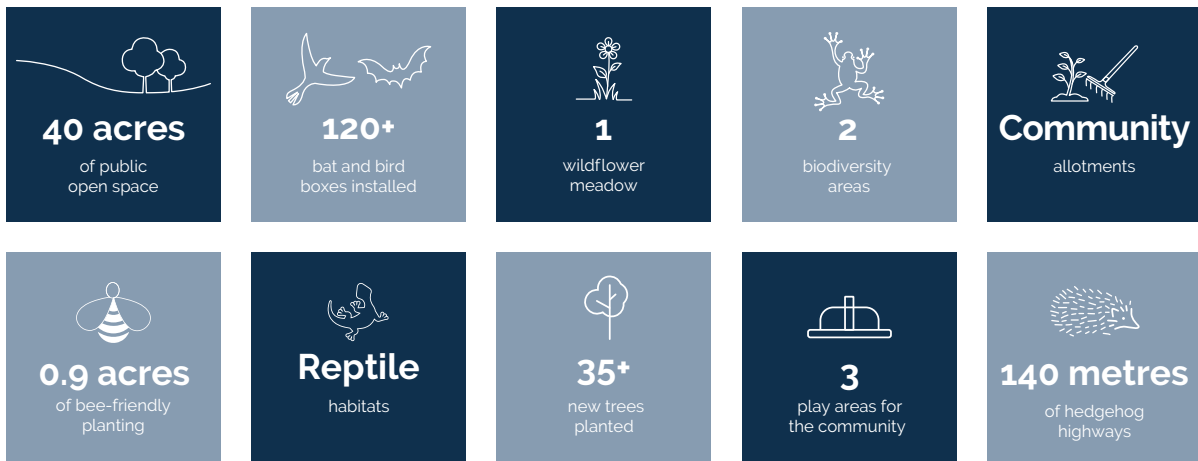 40 acres
of public
open space
120+
bat and bird
boxes installed
1
wildflower
meadow
2
biodiversity
areas
Community
allotments
0.9 acres
of bee-friendly
planting
Reptile
habitats
35+
new trees
planted
3
play areas for
the community
140 metres
of hedgehog
highways